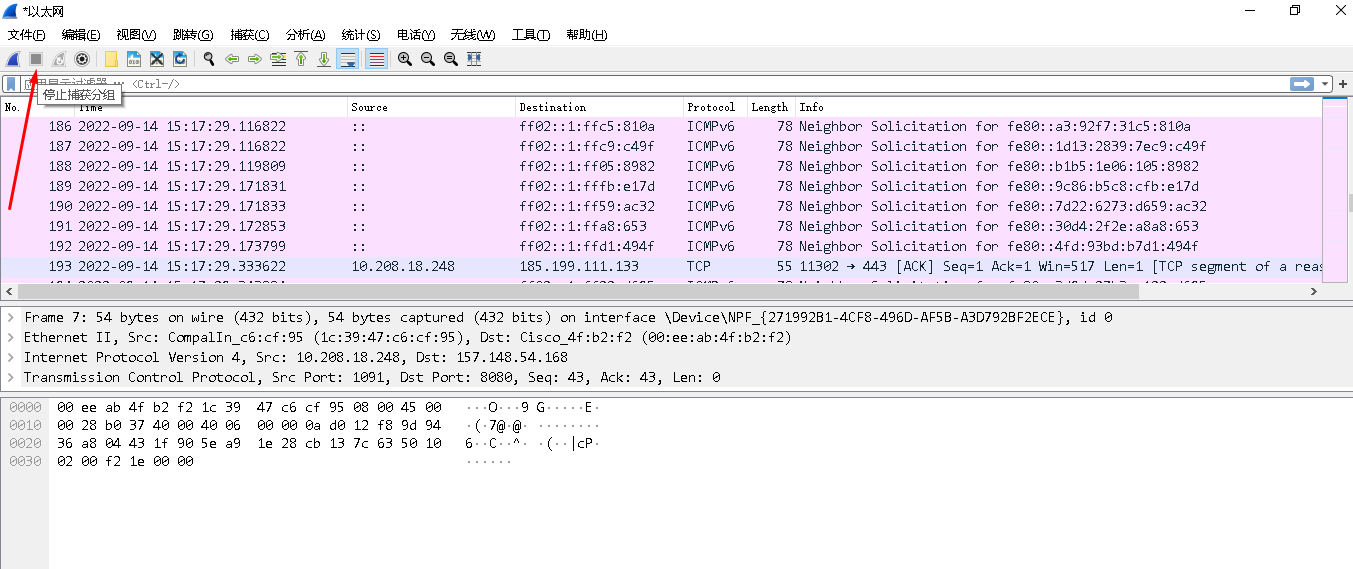 *以太网
文件(F) 编辑(E) 视图(V) 跳转(G) 捕获(C) 分析(A) 统计(S) 电话(Y) 无线(W) 工具(T) 帮助(H)
应用显示过滤器 … <Ctrl-/>
停止捕获分组
No. Time Source Destination Protocol Length Info
186 2022-09-14 15:17:29.116822 :: ff02::1:ffc5:810a ICMPv6 78 Neighbor Solicitation for fe80::a3:92f7:31c5:810a
187 2022-09-14 15:17:29.116822 :: ff02::1:ffc9:c49f ICMPv6 78 Neighbor Solicitation for fe80::1d13:2839:7ec9:c49f
188 2022-09-14 15:17:29.119809 :: ff02::1:ff05:8982 ICMPv6 78 Neighbor Solicitation for fe80::b1b5:1e06:105:8982
189 2022-09-14 15:17:29.171831 :: ff02::1:fffb:e17d ICMPv6 78 Neighbor Solicitation for fe80::9c86:b5c8:cfb:e17d
190 2022-09-14 15:17:29.171833 :: ff02::1:ff59:ac32 ICMPv6 78 Neighbor Solicitation for fe80::7d22:6273:d659:ac32
191 2022-09-14 15:17:29.172853 :: ff02::1:ffa8:653 ICMPv6 78 Neighbor Solicitation for fe80::30d4:2f2e:a8a8:653
192 2022-09-14 15:17:29.173799 :: ff02::1:ffd1:494f ICMPv6 78 Neighbor Solicitation for fe80::4fd:93bd:b7d1:494f
193 2022-09-14 15:17:29.333622 10.208.18.248 185.199.111.133 TCP 55 11302 → 443 [ACK] Seq=1 Ack=1 Win=517 Len=1 [TCP segment of a reas
Frame 7: 54 bytes on wire (432 bits), 54 bytes captured (432 bits) on interface \Device\NPF_{271992B1-4CF8-496D-AF5B-A3D792BF2ECE}, id 0
Ethernet II, Src: CompalIn_c6:cf:95 (1c:39:47:c6:cf:95), Dst: Cisco_4f:b2:f2 (00:ee:ab:4f:b2:f2)
Internet Protocol Version 4, Src: 10.208.18.248, Dst: 157.148.54.168
Transmission Control Protocol, Src Port: 1091, Dst Port: 8080, Seq: 43, Ack: 43, Len: 0
0000 00 ee ab 4f b2 f2 1c 39 47 c6 cf 95 08 00 45 00 ···O···9 G·····E·
0010 00 28 b0 37 40 00 40 06 00 00 0a d0 12 f8 9d 94 ·(·7@·@· ········
0020 36 a8 04 43 1f 90 5e a9 1e 28 cb 13 7c 63 50 10 6··C··^· ·(··|cP·
0030 02 00 f2 1e 00 00 ······